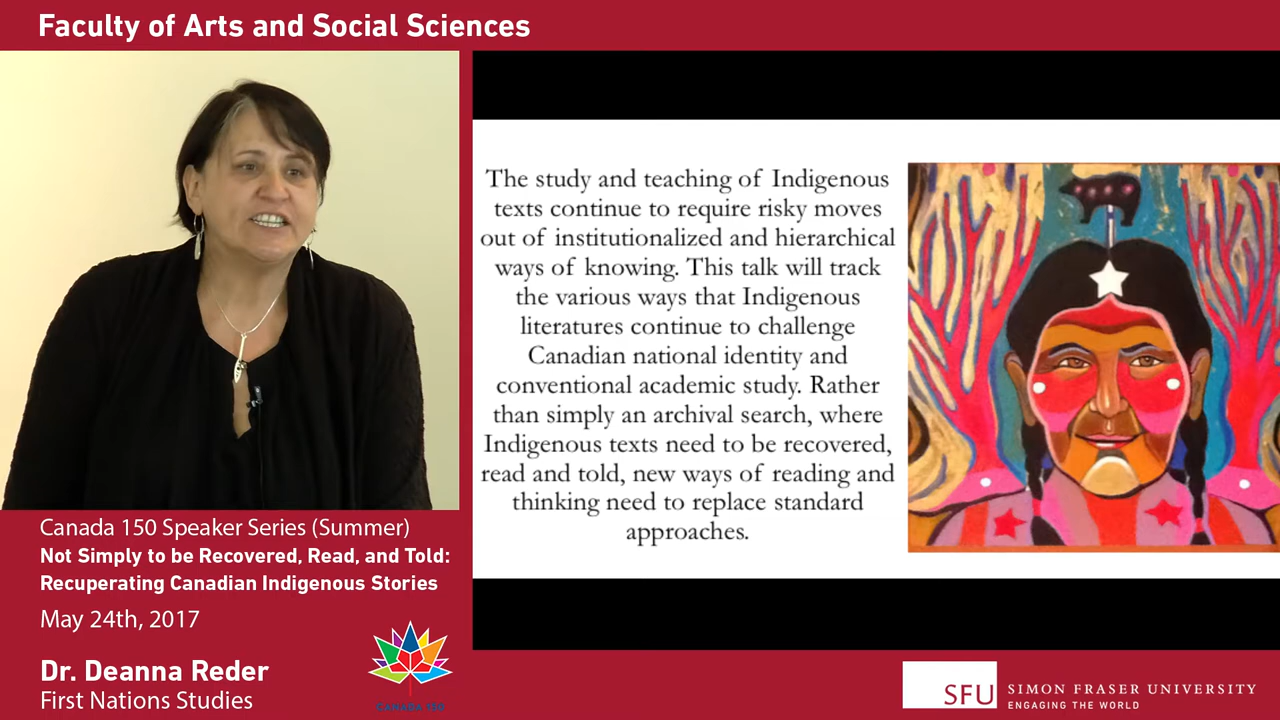 Faculty of Arts and Social Sciences
The study and teaching of Indigenous
texts continue to require risky moves
out of institutionalized and hierarchical
ways of knowing. This talk will track
the various ways that Indigenous
literatures continue to challenge
Canadian national identity and
conventional academic study. Rather
than simply an archival search, where
Indigenous texts need to be recovered,
read and told, new ways of reading and
thinking need to replace standard
approaches.
Canada 150 Speaker Series (Summer)
Not Simply to be Recovered, Read, and Told:
Recuperating Canadian Indigenous Stories
May 24th, 2017
Dr. Deanna Reder
First Nations Studies
CANADA 150
SFU
SIMON FRASER UNIVERSITY
ENGAGING THE WORLD